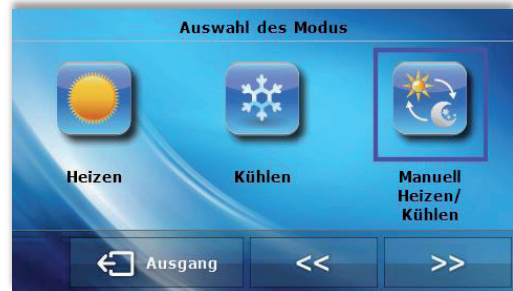 Auswahl des Modus
Heizen
Kühlen
Manuell
Heizen/
Kühlen
Ausgang
<<
>>